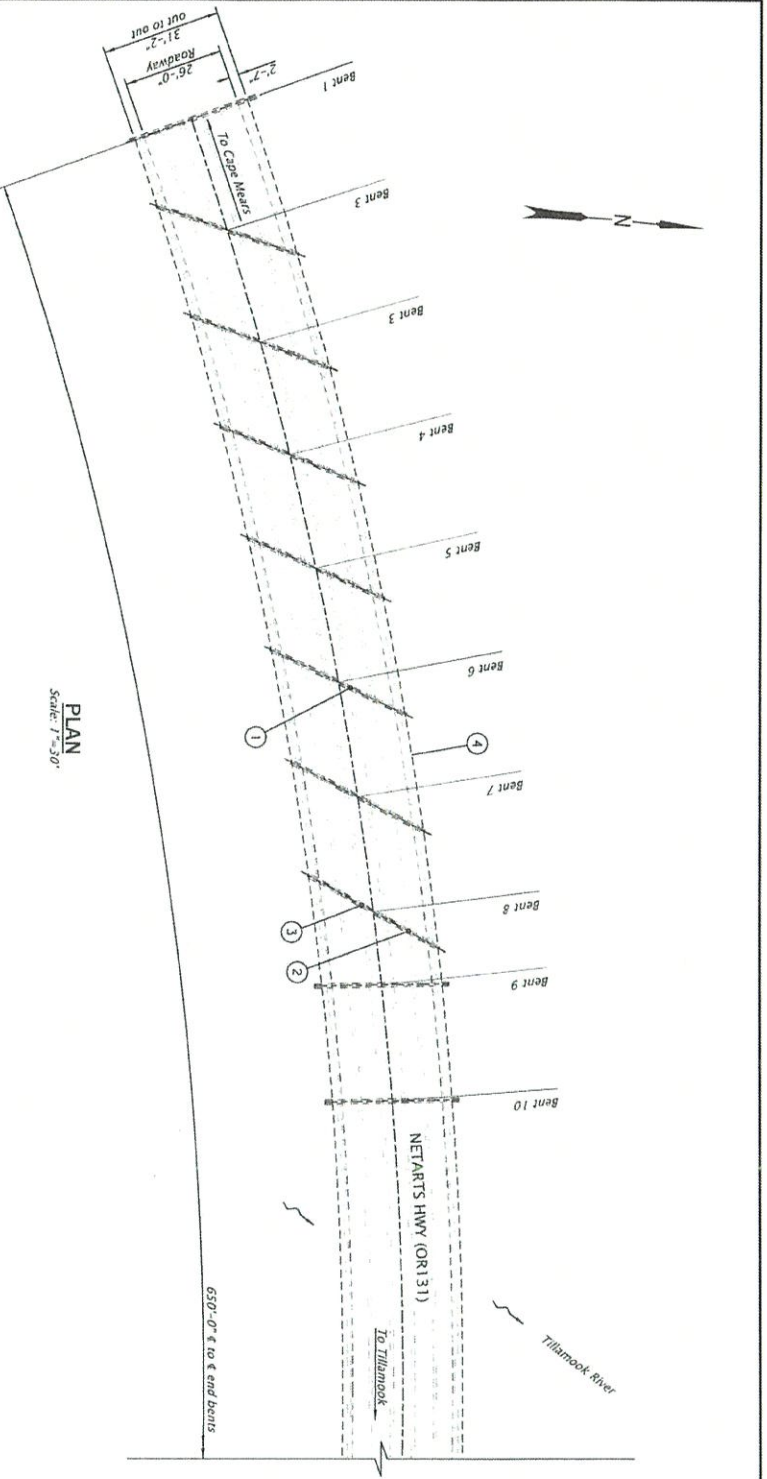 31'-2"
out to out
26'-0"
Roadway
2'-7"
Bent 1
To Cape Mears
Bent 3
N
Bent 3
Bent 4
Bent 5
Bent 6
1
4
Bent 7
Bent 8
3
2
Bent 9
Bent 10
NETARTS HWY (OR131)
To Tillamook
Tillamook River
650'-0" ℄ to ℄ end bents
PLAN
Scale: 1"=30'